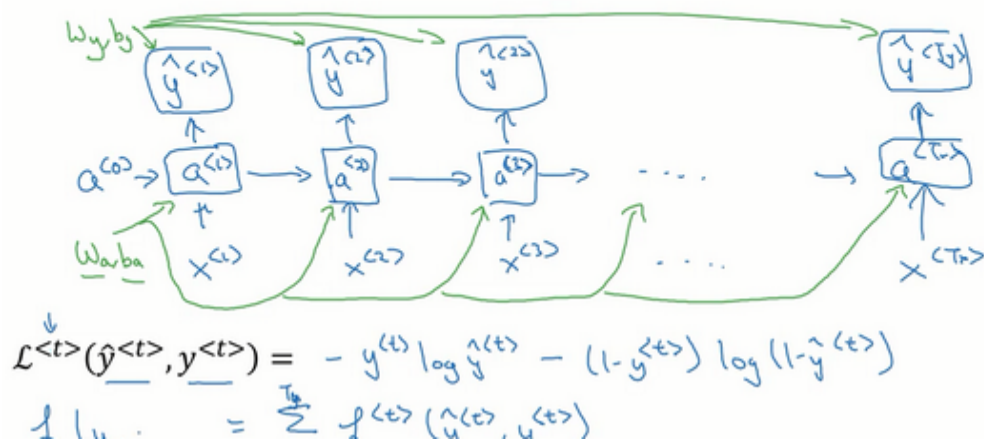 Wy, by
ŷ<1> ŷ<2> ŷ<3> ŷ<Ty>
a<0> → a<1> → a<2> → a<3> → .... → a<Tx>
Wa, ba
x<1> x<2> x<3> .... x<Tx>
ℒ<t>(ŷ<t>, y<t>) = - y<t> log ŷ<t> - (1-y<t>) log (1-ŷ<t>)
= Σ ℒ<t>(ŷ<t>, y<t>)